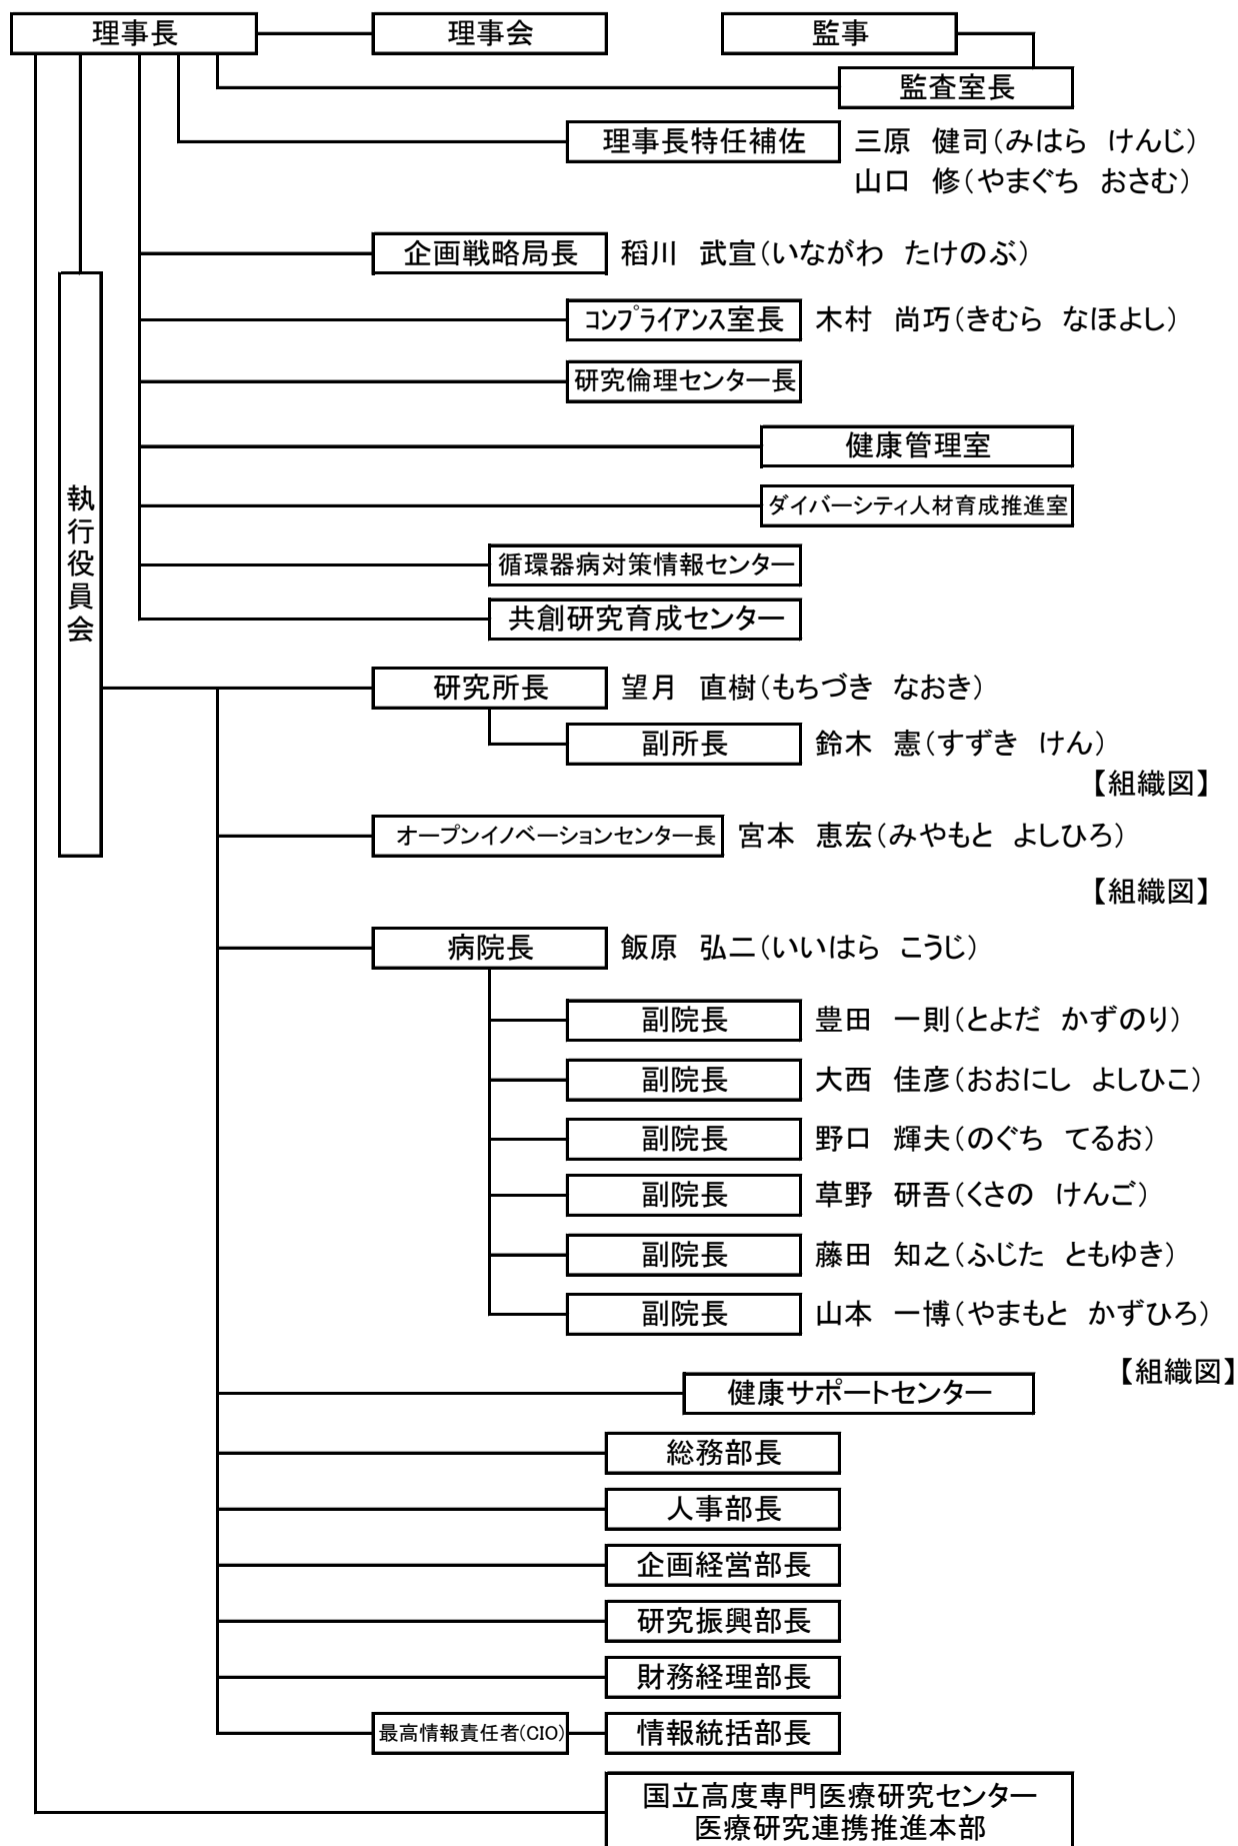 理事長 理事会 監事
監査室長
理事長特任補佐 三原 健司(みはら けんじ)
山口 修(やまぐち おさむ)
企画戦略局長 稻川 武宣(いながわ たけのぶ)
コンプライアンス室長 木村 尚巧(きむら なほよし)
研究倫理センター長
健康管理室
執行役員会
ダイバーシティ人材育成推進室
循環器病対策情報センター
共創研究育成センター
研究所長 望月 直樹(もちづき なおき)
副所長 鈴木 憲(すずき けん)
【組織図】
オープンイノベーションセンター長 宮本 恵宏(みやもと よしひろ)
【組織図】
病院長 飯原 弘二(いいはら こうじ)
副院長 豊田 一則(とよだ かずのり)
副院長 大西 佳彦(おおにし よしひこ)
副院長 野口 輝夫(のぐち てるお)
副院長 草野 研吾(くさの けんご)
副院長 藤田 知之(ふじた ともゆき)
副院長 山本 一博(やまもと かずひろ)
【組織図】
健康サポートセンター
総務部長
人事部長
企画経営部長
研究振興部長
財務経理部長
最高情報責任者(CIO) 情報統括部長
国立高度専門医療研究センター
医療研究連携推進本部